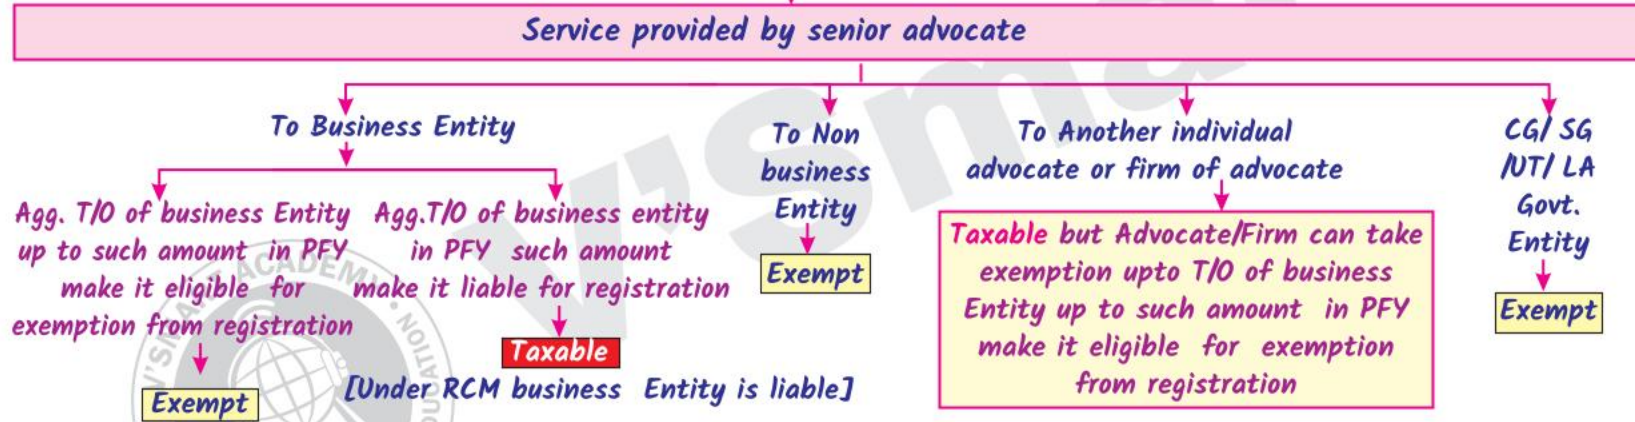 Service provided by senior advocate
To Business Entity
Agg. T/O of business Entity
up to such amount in PFY
make it eligible for
exemption from registration
Exempt
Agg.T/O of business entity
in PFY such amount
make it liable for registration
Taxable
[Under RCM business Entity is liable]
To Non
business
Entity
Exempt
To Another individual
advocate or firm of advocate
Taxable but Advocate/Firm can take
exemption upto T/O of business
Entity up to such amount in PFY
make it eligible for exemption
from registration
CG/ SG
/UT/ LA
Govt.
Entity
Exempt
V'SMART ACADEMY